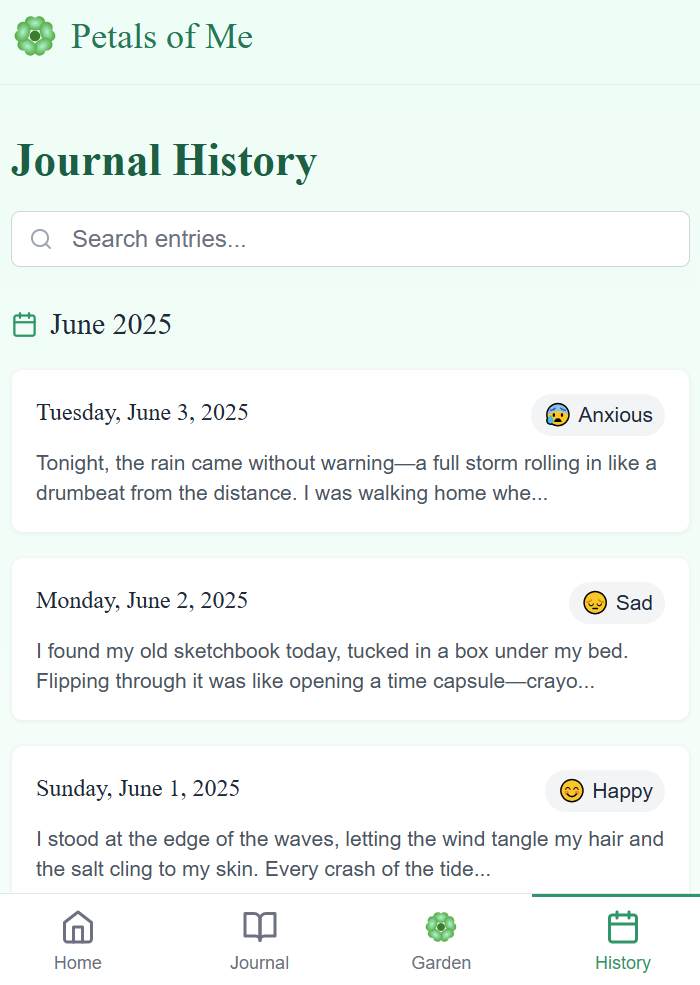 Petals of Me
Journal History
Search entries...
June 2025
Tuesday, June 3, 2025
Anxious
Tonight, the rain came without warning—a full storm rolling in like a
drumbeat from the distance. I was walking home whe...
Monday, June 2, 2025
Sad
I found my old sketchbook today, tucked in a box under my bed.
Flipping through it was like opening a time capsule—crayo...
Sunday, June 1, 2025
Happy
I stood at the edge of the waves, letting the wind tangle my hair and
the salt cling to my skin. Every crash of the tide...
Home
Journal
Garden
History